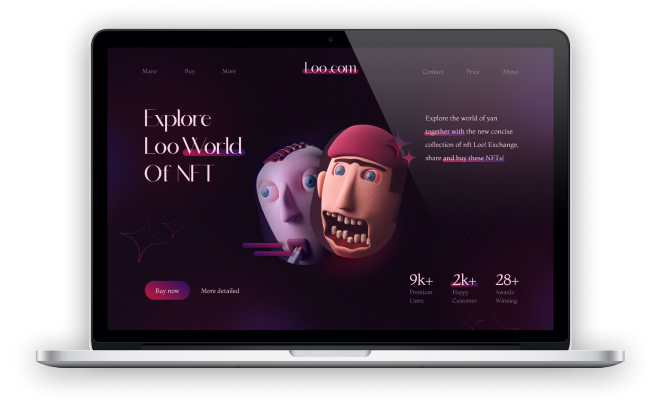 Buy
More
Loo.com
Contact
Price
About
Explore
Loo World
Of NFT
Explore the world of yan
together with the new concise
collection of nft Loo! Exchange,
share and buy these NFTs!
Buy now
More detailed
9k+
Premium
Users
2k+
Happy
Customer
28+
Awards
Winning